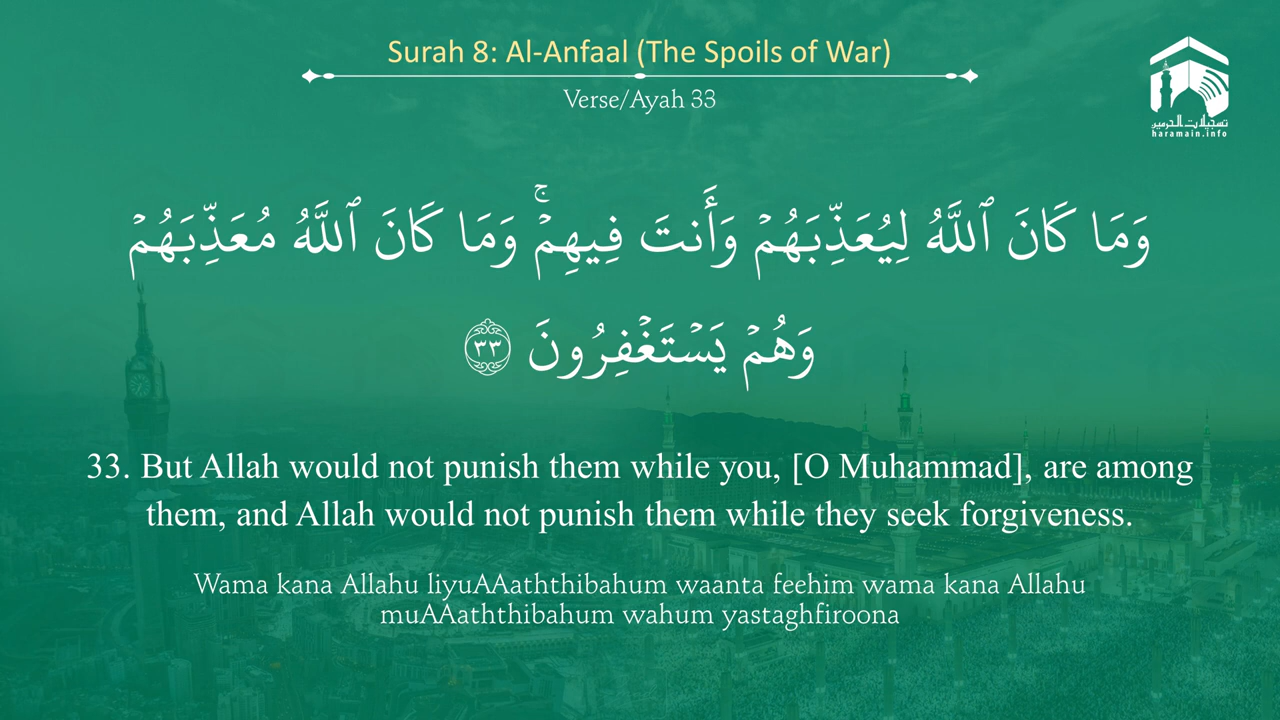 Surah 8: Al-Anfaal (The Spoils of War)
Verse/Ayah 33
تسجيلات الحرمين
haramain.info
وَمَا كَانَ ٱللَّهُ لِيُعَذِّبَهُمۡ وَأَنتَ فِيهِمۡۚ وَمَا كَانَ ٱللَّهُ مُعَذِّبَهُمۡ
وَهُمۡ يَسۡتَغۡفِرُونَ ٣٣
33. But Allah would not punish them while you, [O Muhammad], are among
them, and Allah would not punish them while they seek forgiveness.
Wama kana Allahu liyuAAaththibahum waanta feehim wama kana Allahu
muAAaththibahum wahum yastaghfiroona